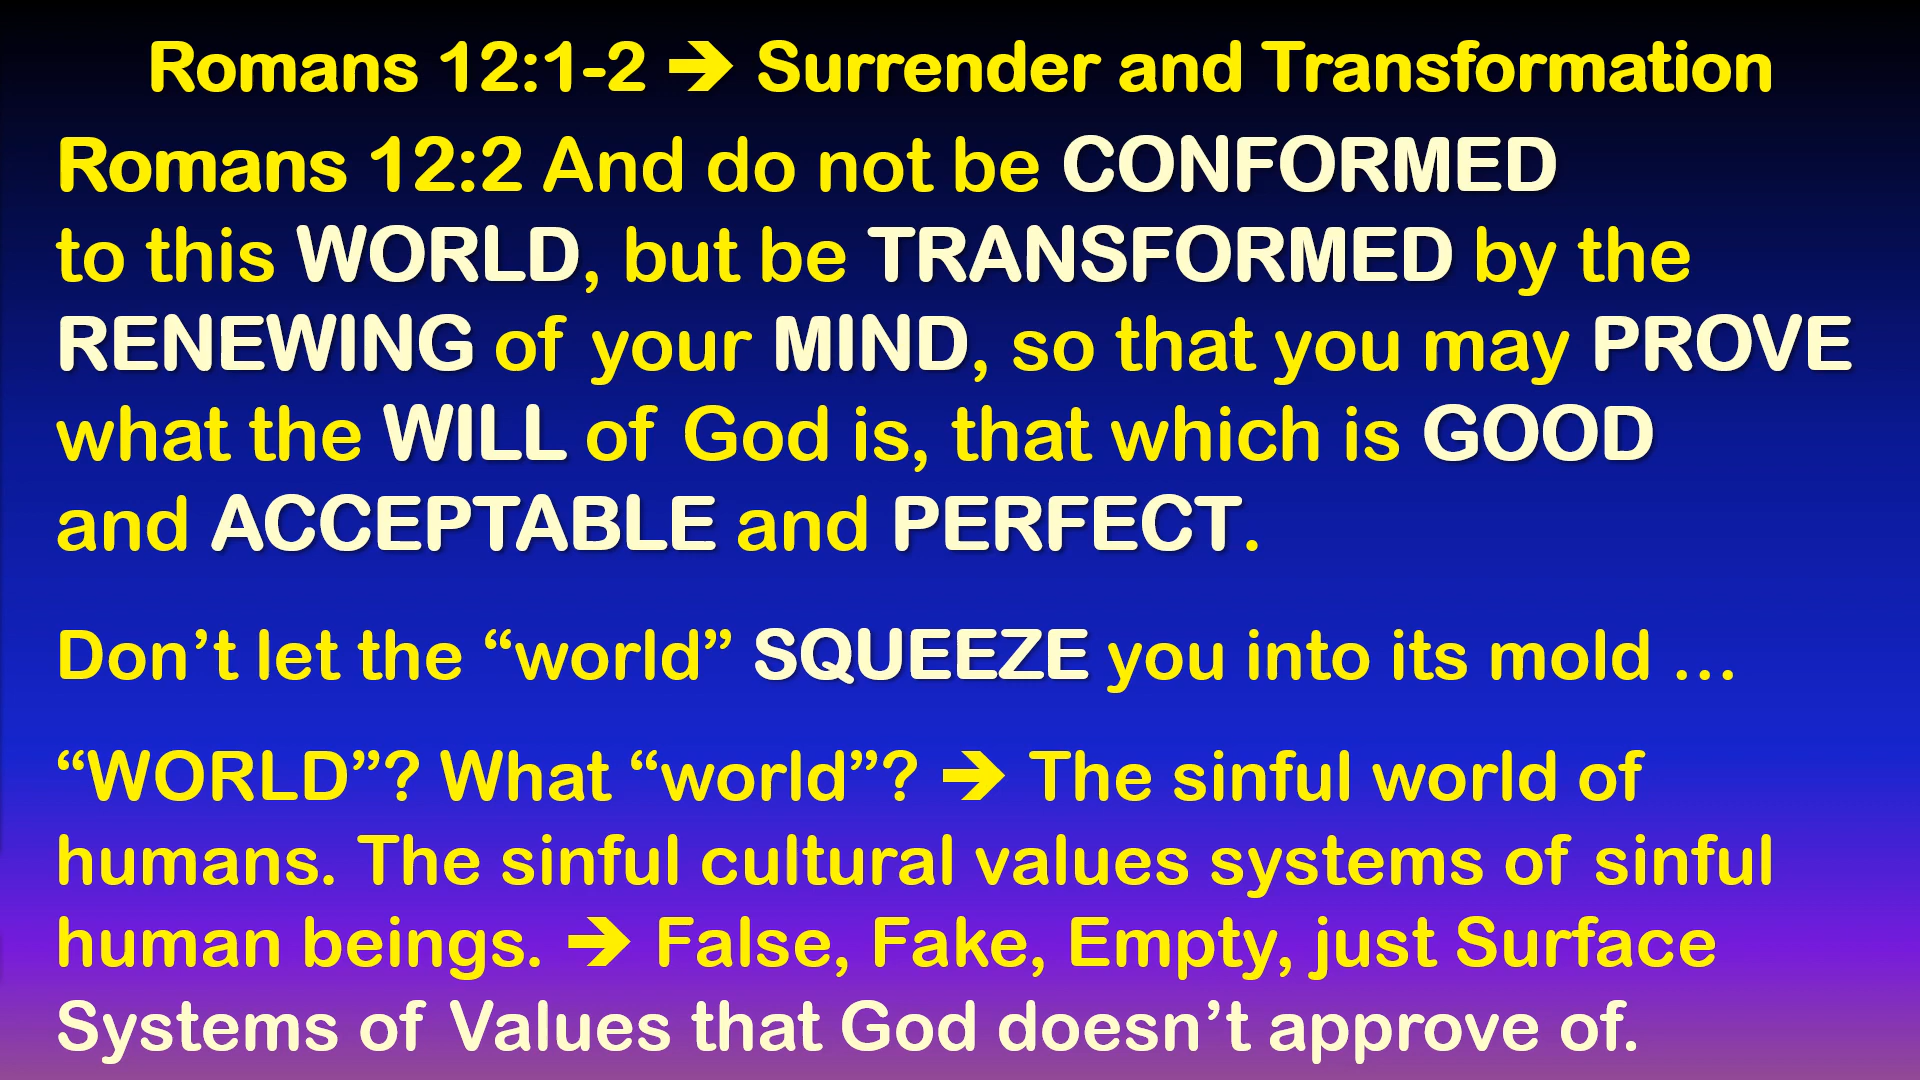 Romans 12:1-2 ➔ Surrender and Transformation
Romans 12:2 And do not be CONFORMED
to this WORLD, but be TRANSFORMED by the
RENEWING of your MIND, so that you may PROVE
what the WILL of God is, that which is GOOD
and ACCEPTABLE and PERFECT.
Don’t let the “world” SQUEEZE you into its mold …
“WORLD”? What “world”? ➔ The sinful world of
humans. The sinful cultural values systems of sinful
human beings. ➔ False, Fake, Empty, just Surface
Systems of Values that God doesn’t approve of.